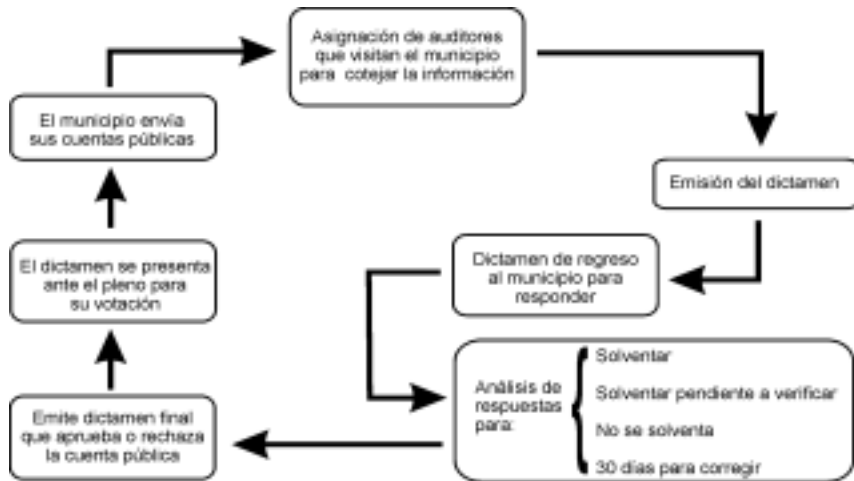 Asignación de auditores
que visitan el municipio
para cotejar la información
El municipio envía
sus cuentas públicas
Emisión del dictamen
El dictamen se presenta
ante el pleno para
su votación
Dictamen de regreso
al municipio para
responder
Análisis de
respuestas
para:
Solventar
Solventar pendiente a verificar
No se solventa
30 días para corregir
Emite dictamen final
que aprueba o rechaza
la cuenta pública